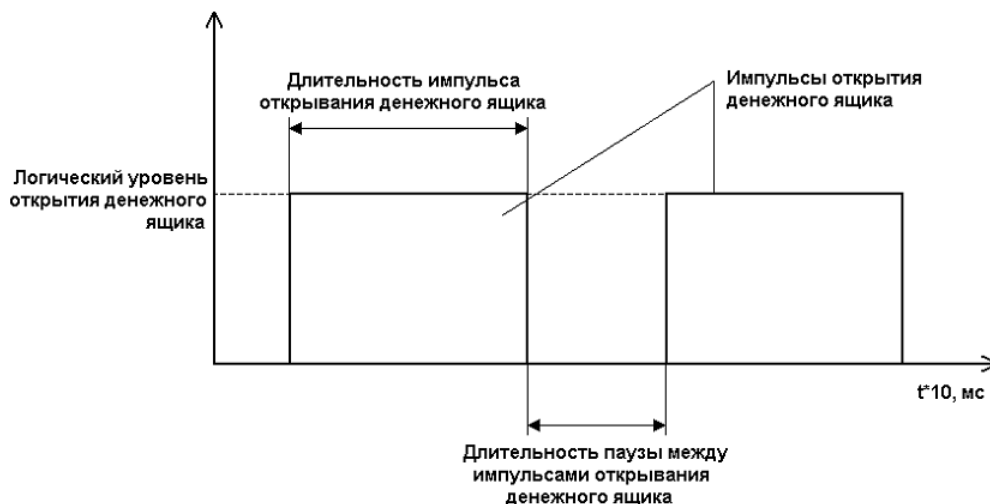 Длительность импульса
открывания денежного ящика
Импульсы открытия
денежного ящика
Логический уровень
открытия денежного
ящика
t*10, мс
Длительность паузы между
импульсами открывания
денежного ящика